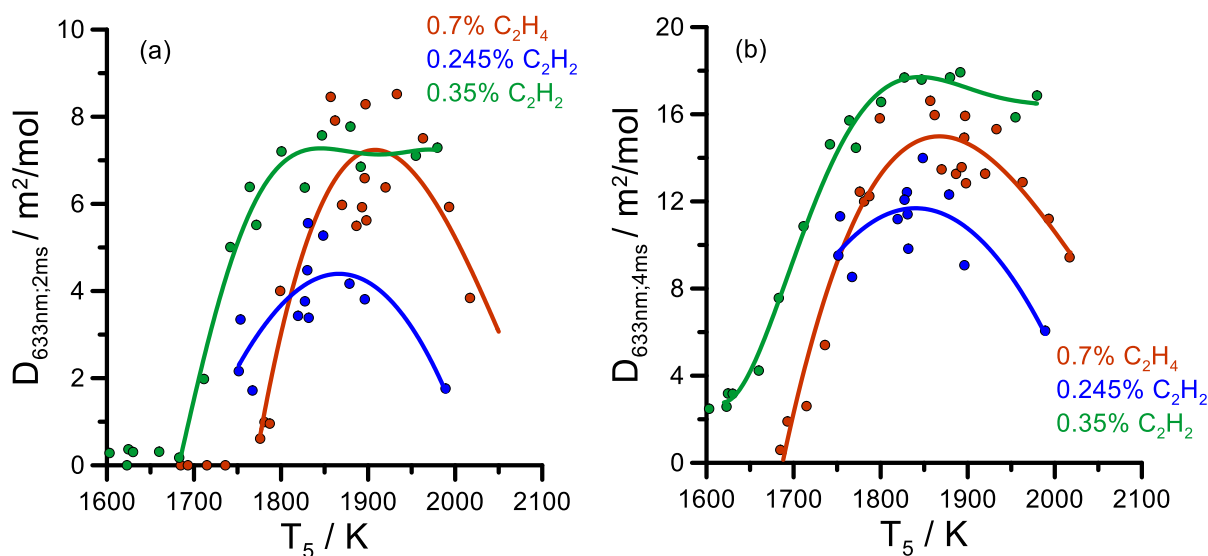 (a)
0.7% C₂H₄
0.245% C₂H₂
0.35% C₂H₂
10
8
6
4
2
0
D₆₃₃ₙₘ;₂ₘₛ / m²/mol
1600 1700 1800 1900 2000 2100
T₅ / K
(b)
20
16
12
8
4
0
D₆₃₃ₙₘ;₄ₘₛ / m²/mol
0.7% C₂H₄
0.245% C₂H₂
0.35% C₂H₂
1600 1700 1800 1900 2000 2100
T₅ / K